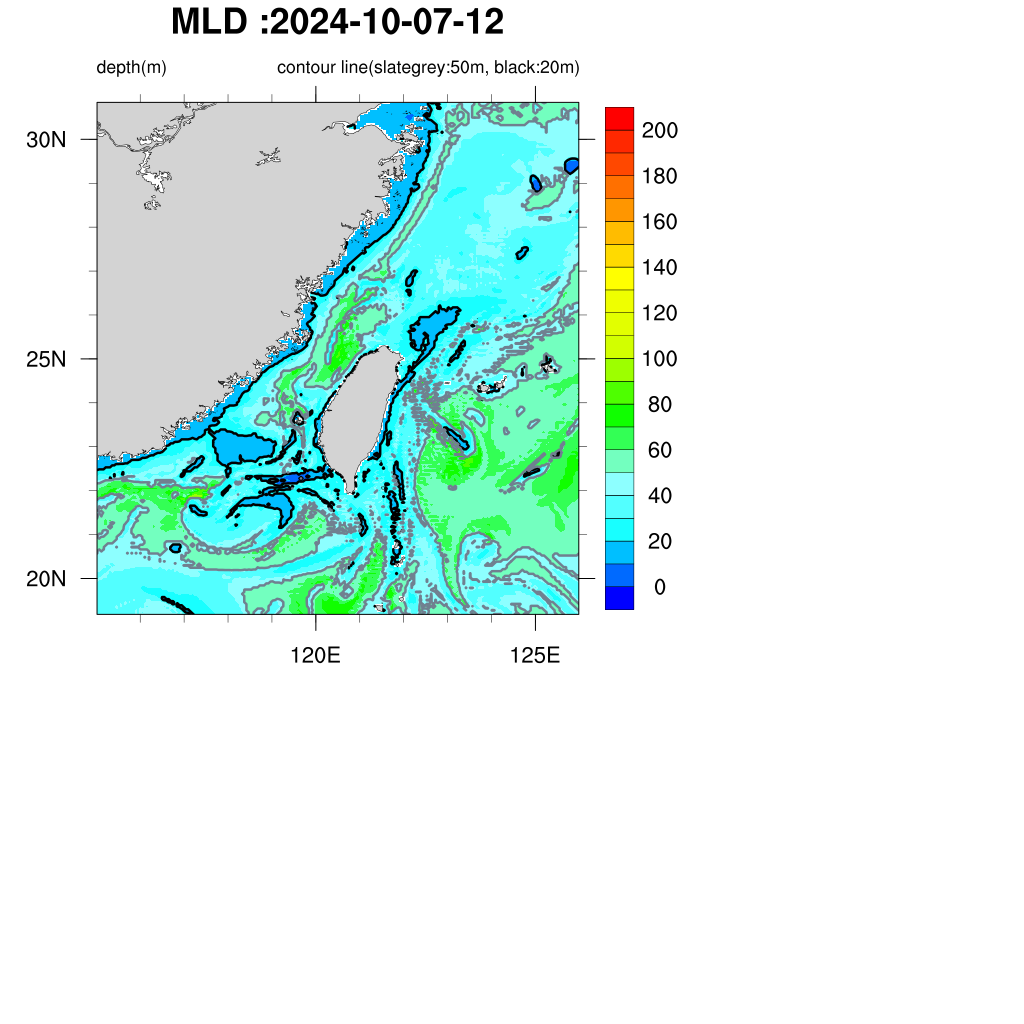 MLD :2024-10-07-12
depth(m)
contour line(slategrey:50m, black:20m)
30N
25N
20N
120E
125E
200
180
160
140
120
100
80
60
40
20
0